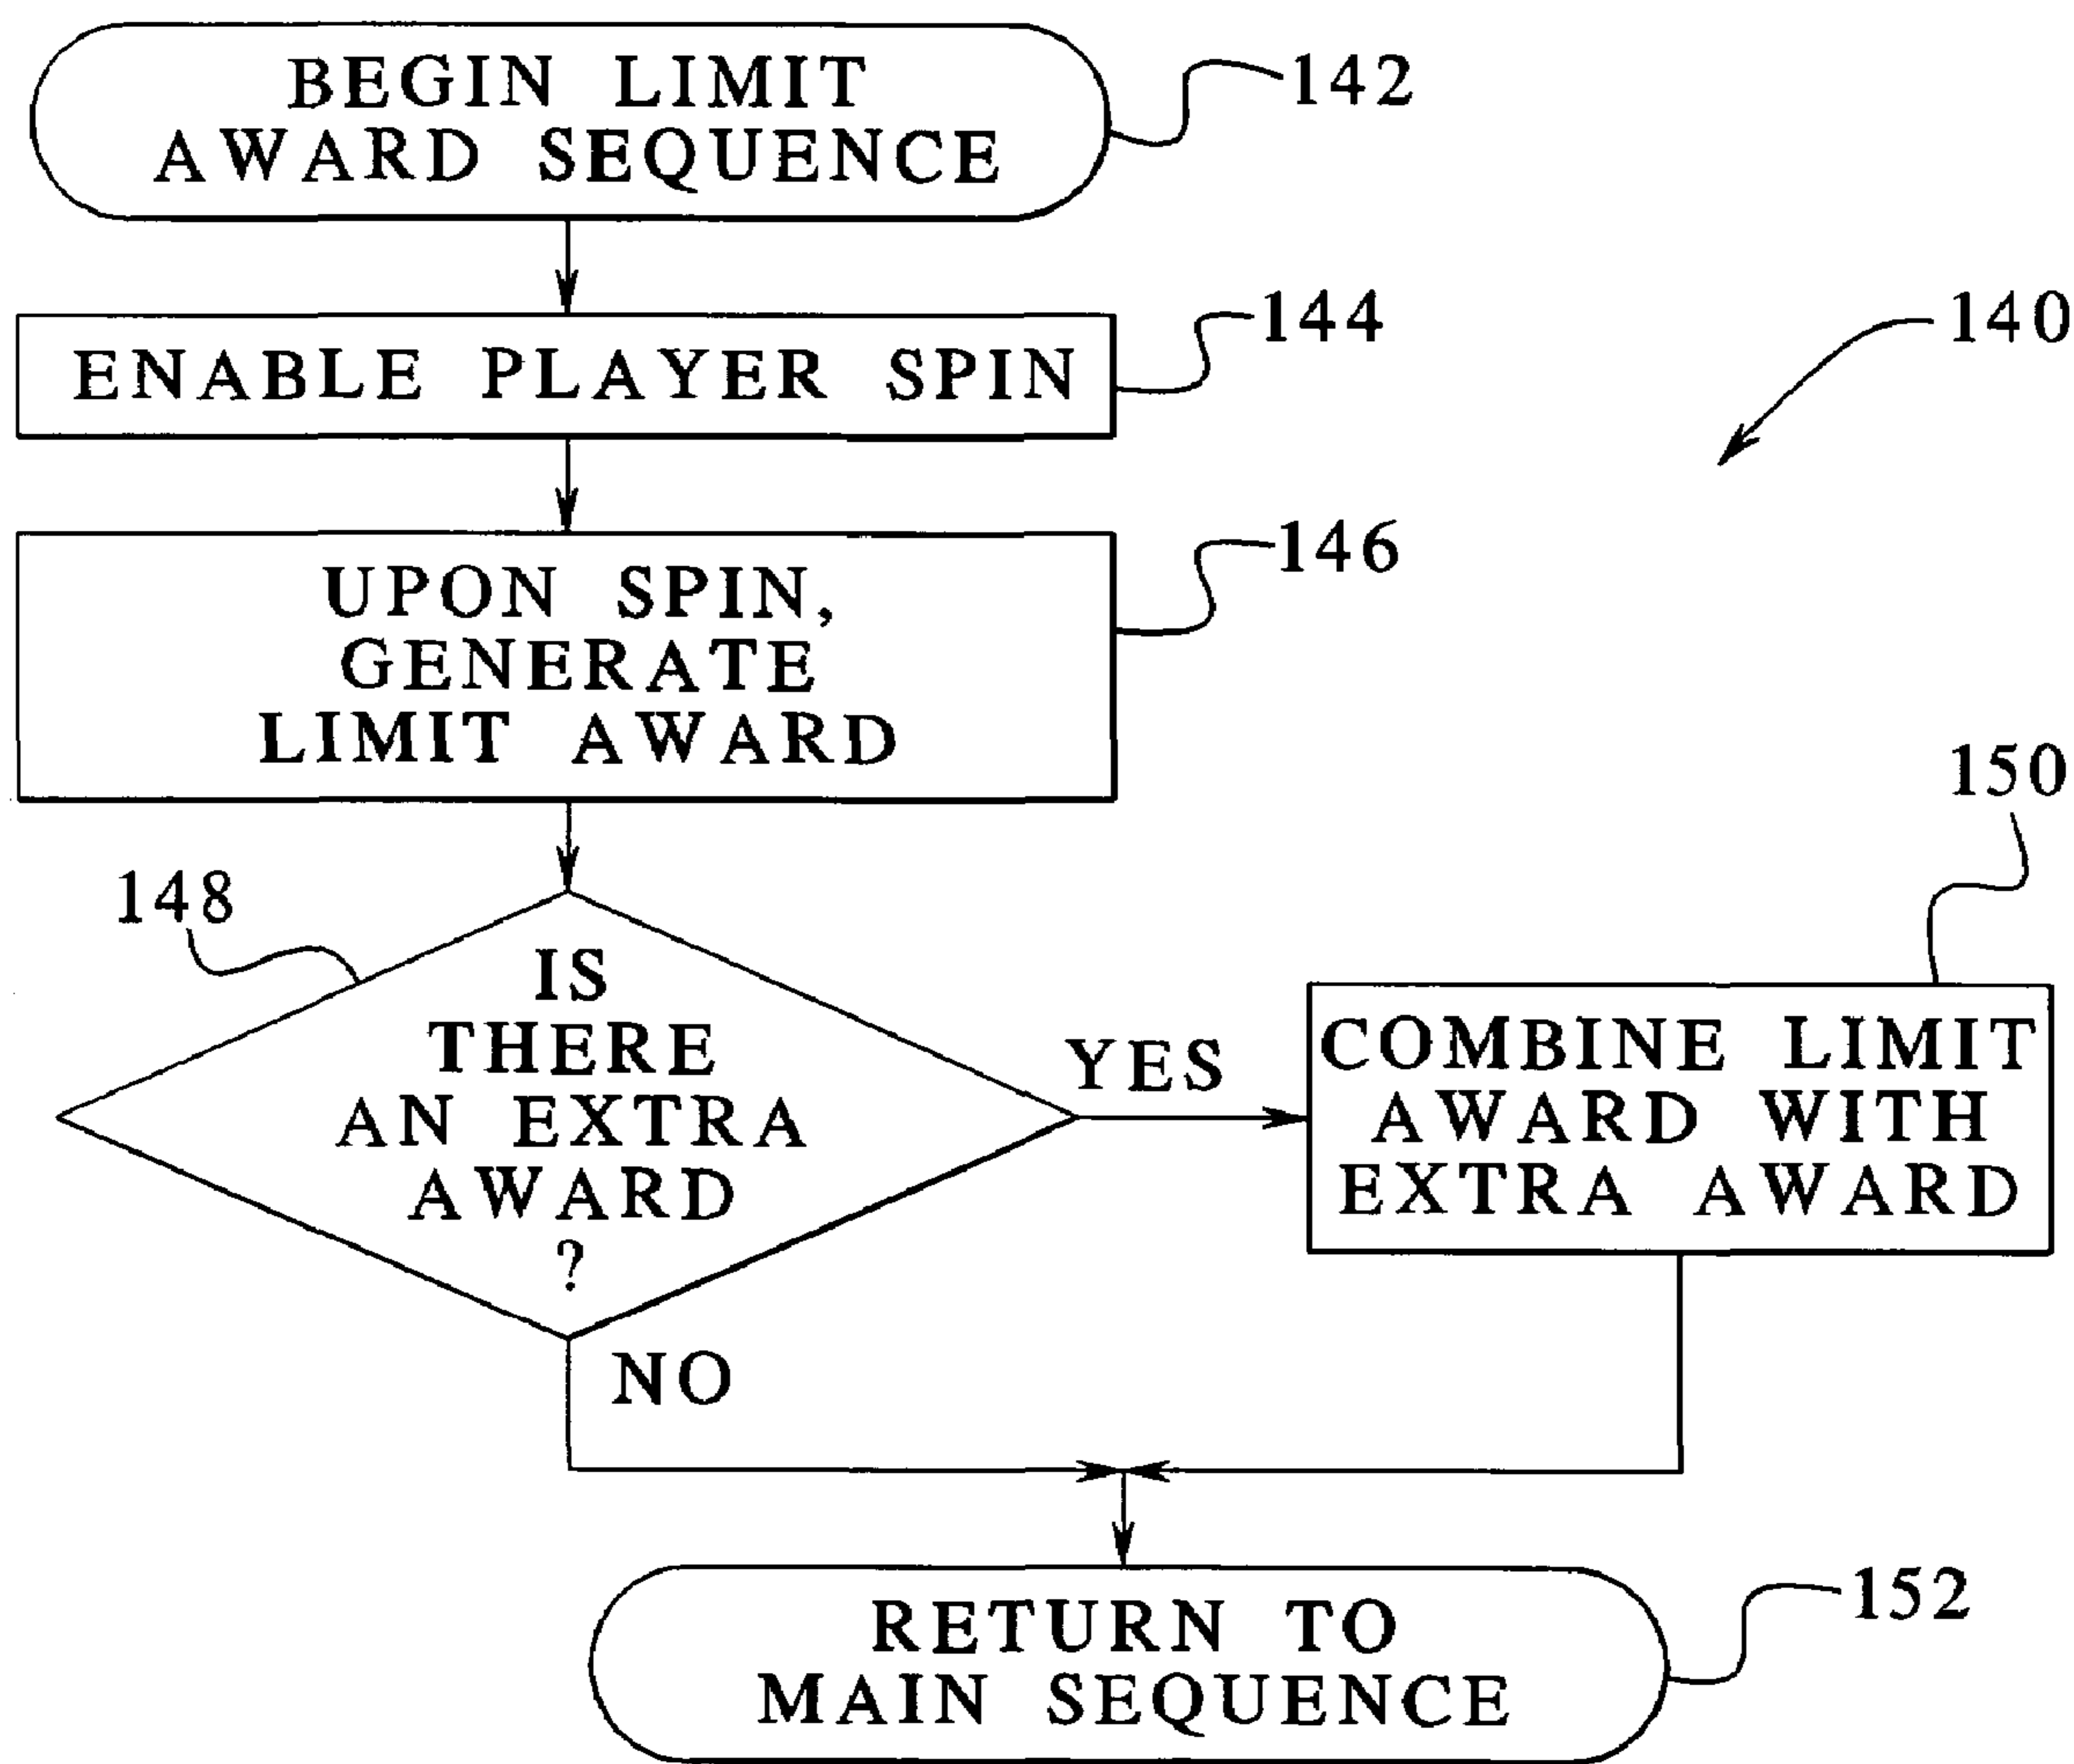 BEGIN LIMIT
AWARD SEQUENCE
142
ENABLE PLAYER SPIN
144
140
UPON SPIN,
GENERATE
LIMIT AWARD
146
150
148
IS
THERE
AN EXTRA
AWARD
?
YES
COMBINE LIMIT
AWARD WITH
EXTRA AWARD
NO
RETURN TO
MAIN SEQUENCE
152